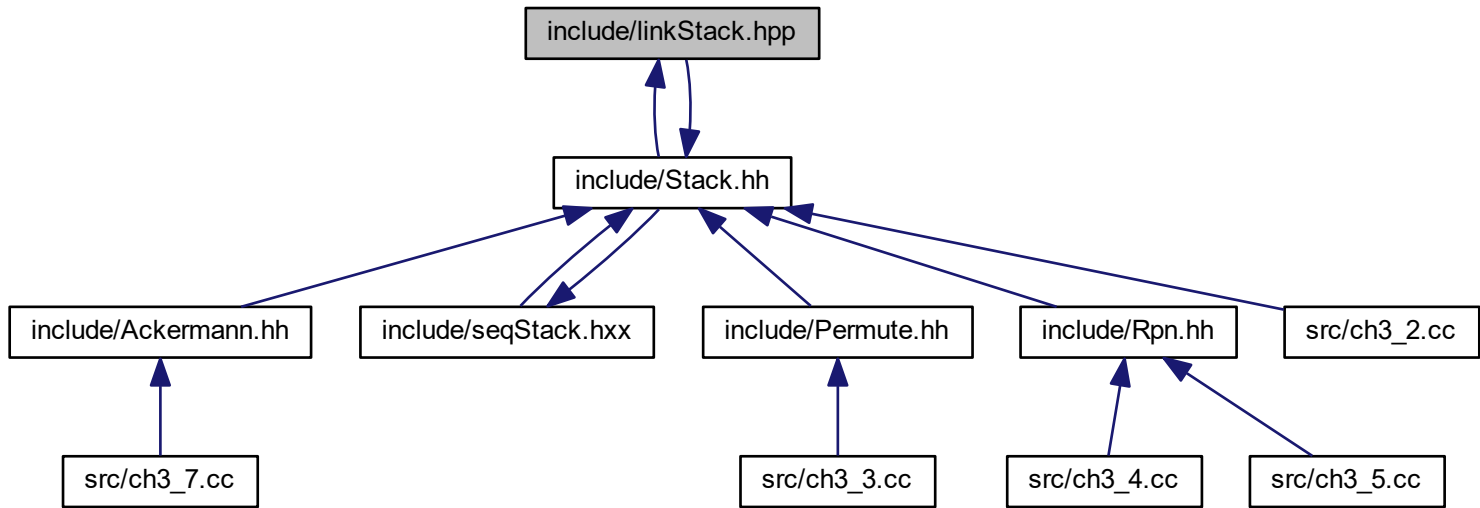 include/linkStack.hpp
include/Stack.hh
include/Ackermann.hh
include/seqStack.hxx
include/Permute.hh
include/Rpn.hh
src/ch3_2.cc
src/ch3_7.cc
src/ch3_3.cc
src/ch3_4.cc
src/ch3_5.cc